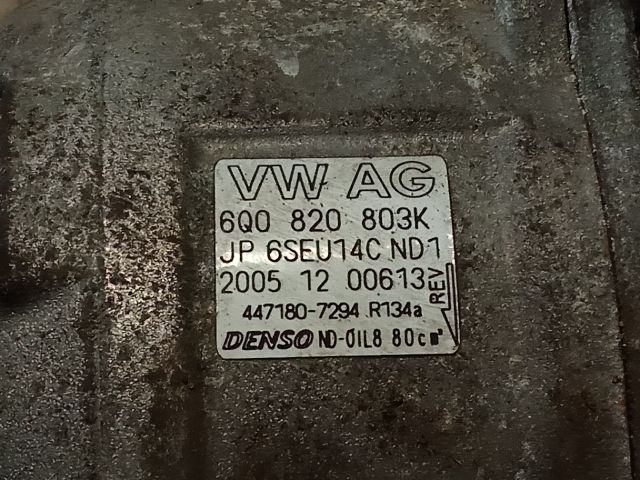 VW AG
6Q0 820 803K
JP 6SEU14C ND1
2005 12 00613
REV
447180-7294 R134a
DENSO ND-OIL8 80cm³